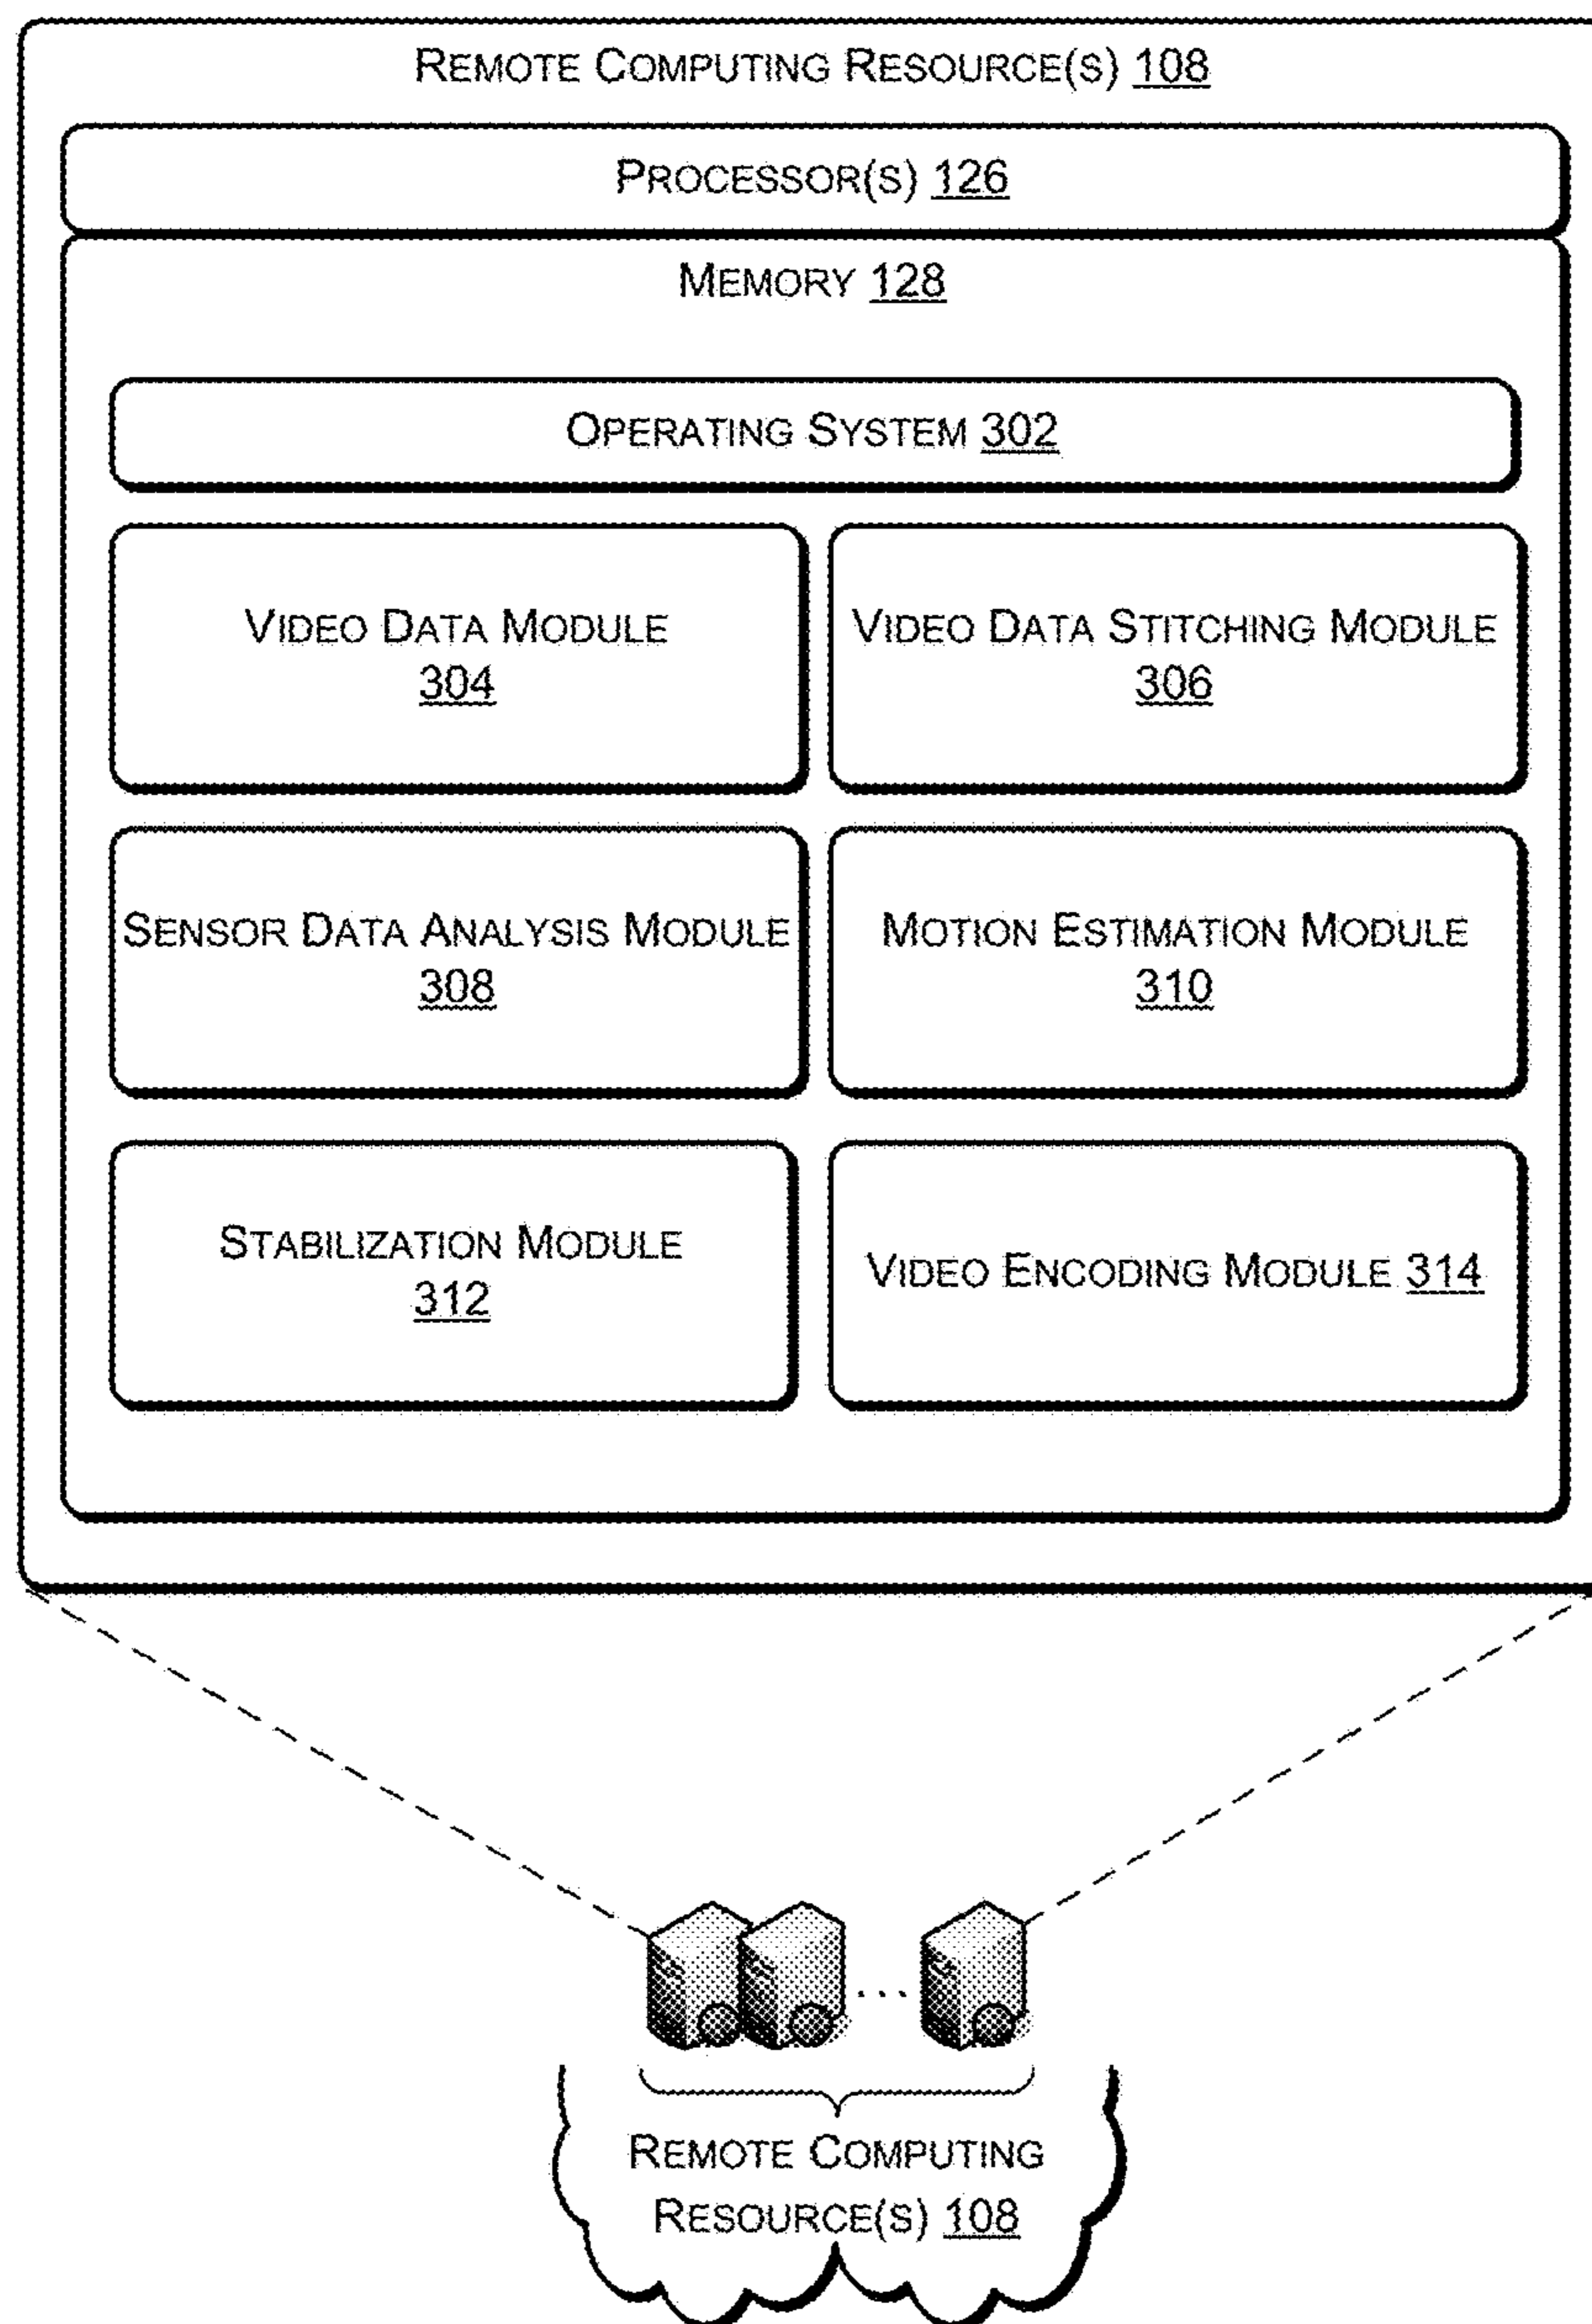 REMOTE COMPUTING RESOURCE(S) 108
PROCESSOR(S) 126
MEMORY 128
OPERATING SYSTEM 302
VIDEO DATA MODULE
304
VIDEO DATA STITCHING MODULE
306
SENSOR DATA ANALYSIS MODULE
308
MOTION ESTIMATION MODULE
310
STABILIZATION MODULE
312
VIDEO ENCODING MODULE 314
...
REMOTE COMPUTING
RESOURCE(S) 108